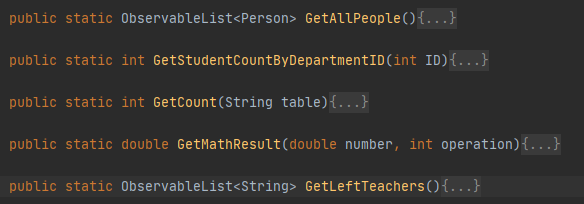 public static ObservableList<Person> GetAllPeople(){...}
public static int GetStudentCountByDepartmentID(int ID){...}
public static int GetCount(String table){...}
public static double GetMathResult(double number, int operation){...}
public static ObservableList<String> GetLeftTeachers(){...}